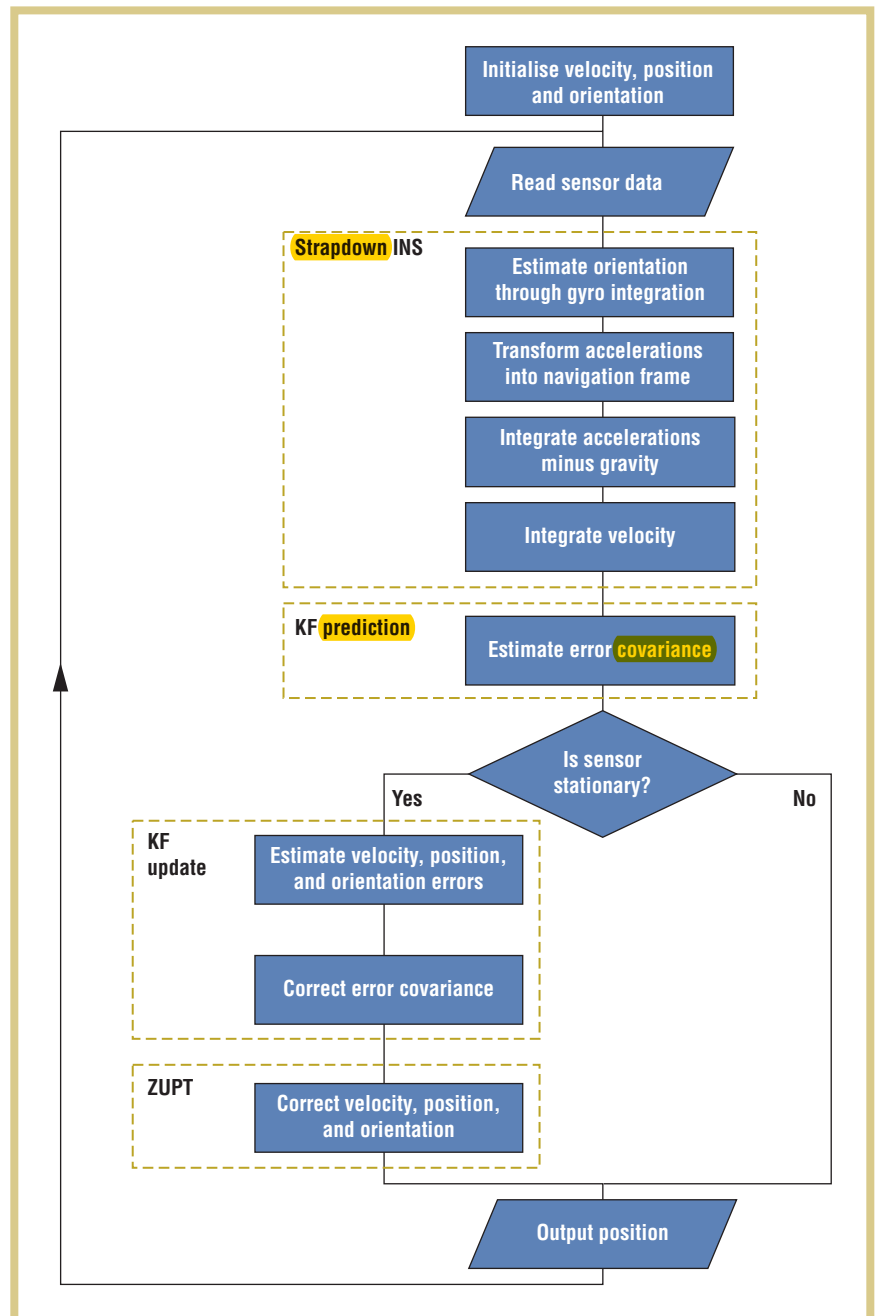 Initialise velocity, position
and orientation
Read sensor data
Strapdown INS
Estimate orientation
through gyro integration
Transform accelerations
into navigation frame
Integrate accelerations
minus gravity
Integrate velocity
KF prediction
Estimate error covariance
Is sensor
stationary?
Yes
No
KF
update
Estimate velocity, position,
and orientation errors
Correct error covariance
ZUPT
Correct velocity, position,
and orientation
Output position